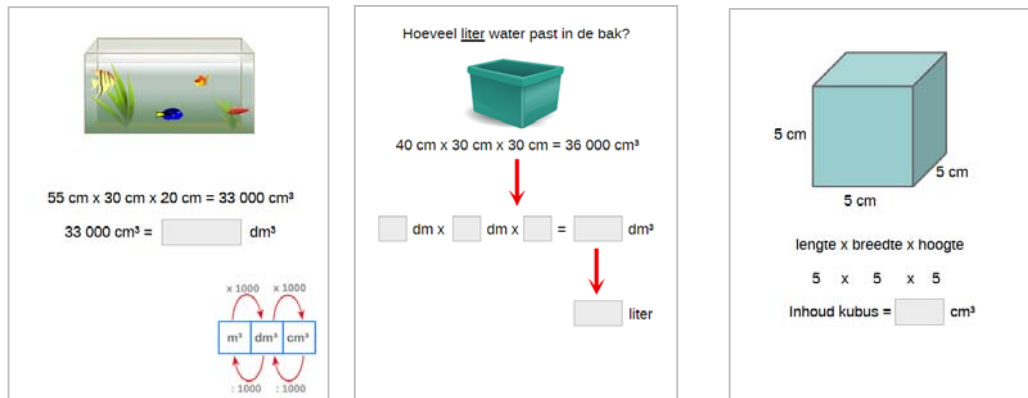 55 cm x 30 cm x 20 cm = 33 000 cm³
33 000 cm³ = dm³
x 1000 x 1000
m³ dm³ cm³
: 1000 : 1000
Hoeveel liter water past in de bak?
40 cm x 30 cm x 30 cm = 36 000 cm³
dm x dm x = dm³
liter
5 cm
5 cm
5 cm
lengte x breedte x hoogte
5 x 5 x 5
Inhoud kubus = cm³